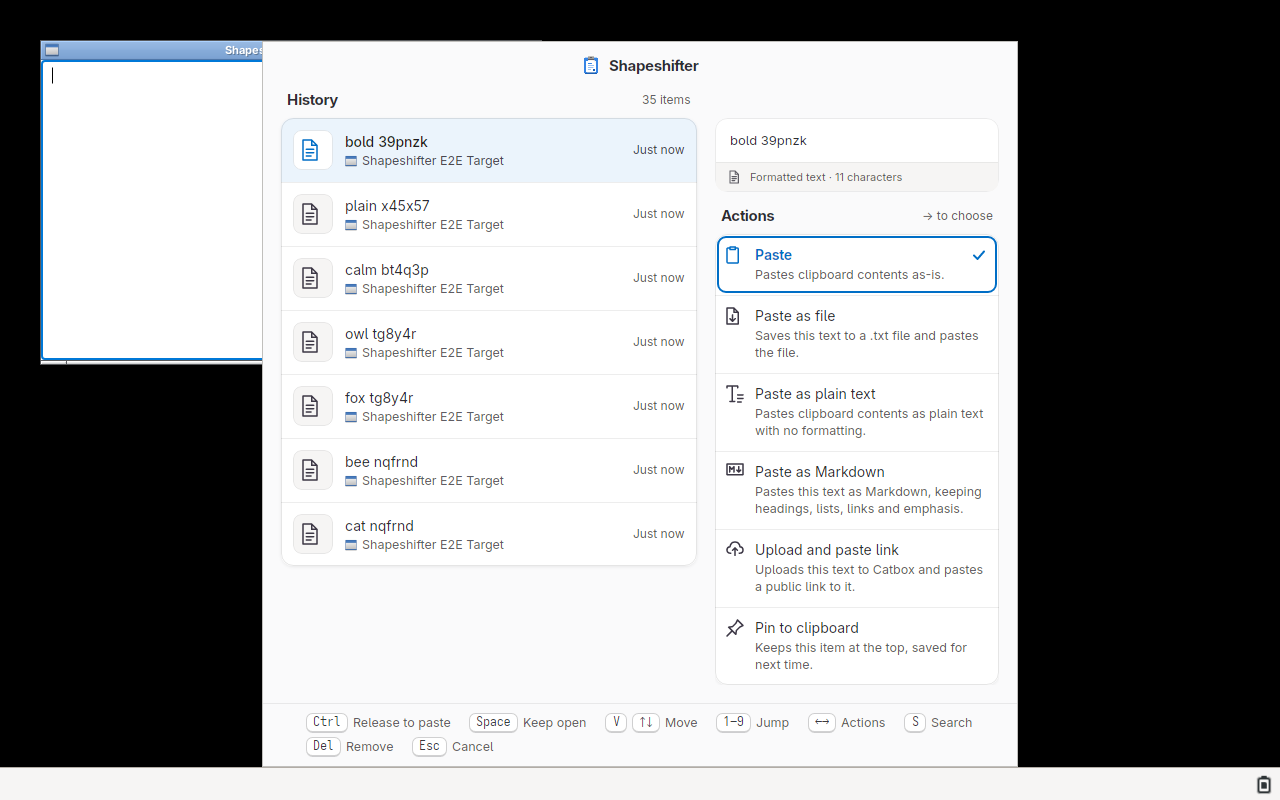 Shapeshifter
History
35 items
bold 39pnzk
Shapeshifter E2E Target
Just now
plain x45x57
Shapeshifter E2E Target
Just now
calm bt4q3p
Shapeshifter E2E Target
Just now
owl tg8y4r
Shapeshifter E2E Target
Just now
fox tg8y4r
Shapeshifter E2E Target
Just now
bee nqfrnd
Shapeshifter E2E Target
Just now
cat nqfrnd
Shapeshifter E2E Target
Just now
bold 39pnzk
Formatted text · 11 characters
Actions
→ to choose
Paste
Pastes clipboard contents as-is.
Paste as file
Saves this text to a .txt file and pastes
the file.
Paste as plain text
Pastes clipboard contents as plain text
with no formatting.
Paste as Markdown
Pastes this text as Markdown, keeping
headings, lists, links and emphasis.
Upload and paste link
Uploads this text to Catbox and pastes
a public link to it.
Pin to clipboard
Keeps this item at the top, saved for
next time.
Ctrl Release to paste Space Keep open V ↑↓ Move 1–9 Jump ←→ Actions S Search
Del Remove Esc Cancel